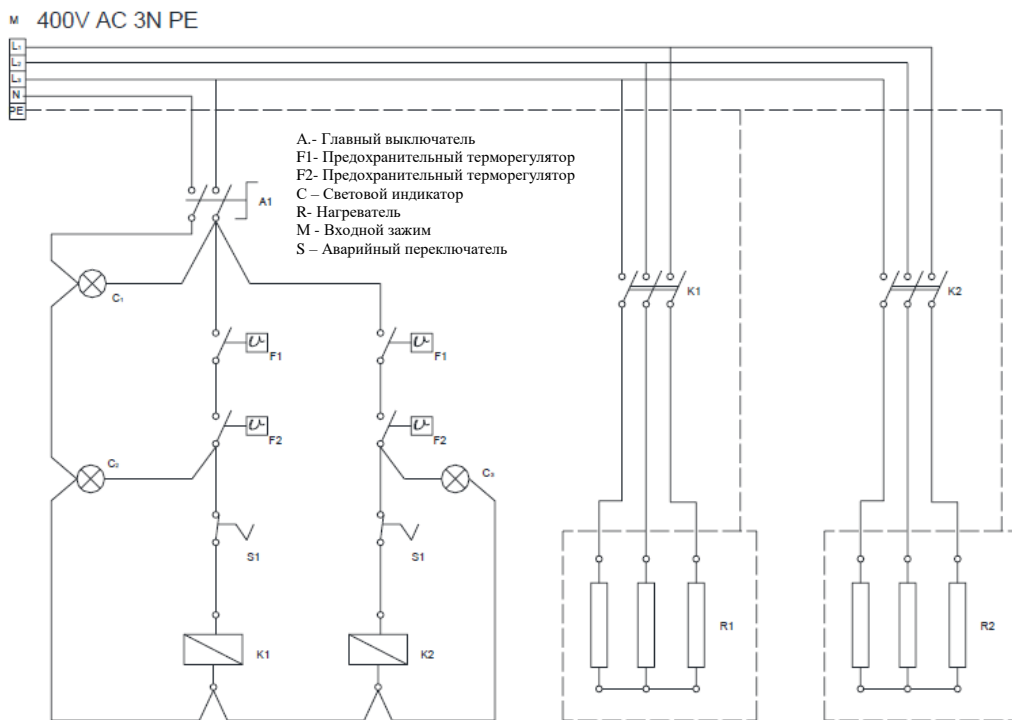 M 400V AC 3N PE
L1
L2
L3
N
PE
A.- Главный выключатель
F1- Предохранительный терморегулятор
F2- Предохранительный терморегулятор
C – Световой индикатор
R- Нагреватель
M - Входной зажим
S – Аварийный переключатель
A1
C1
K1
K2
F1
F1
F2
F2
C2
C3
S1
S1
K1
K2
R1
R2